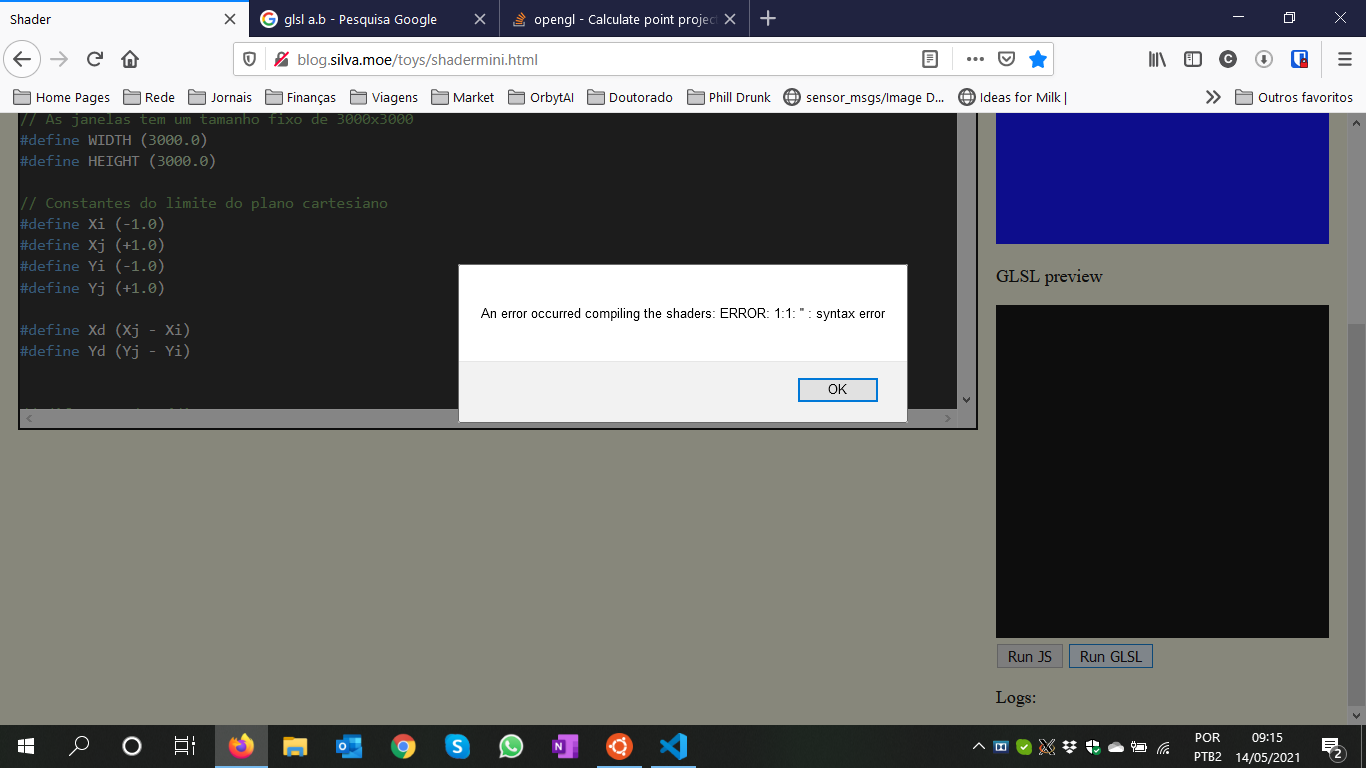 Shader
glsl a.b - Pesquisa Google
opengl - Calculate point project
blog.silva.moe/toys/shadermini.html
Home Pages
Rede
Jornais
Finanças
Viagens
Market
OrbytAI
Doutorado
Phill Drunk
sensor_msgs/Image D...
Ideas for Milk |
Outros favoritos
// As janelas tem um tamanho fixo de 3000x3000
#define WIDTH (3000.0)
#define HEIGHT (3000.0)
// Constantes do limite do plano cartesiano
#define Xi (-1.0)
#define Xj (+1.0)
#define Yi (-1.0)
#define Yj (+1.0)
#define Xd (Xj - Xi)
#define Yd (Yj - Yi)
An error occurred compiling the shaders: ERROR: 1:1: '' : syntax error
OK
GLSL preview
Run JS
Run GLSL
Logs:
POR
PTB2
09:15
14/05/2021
2